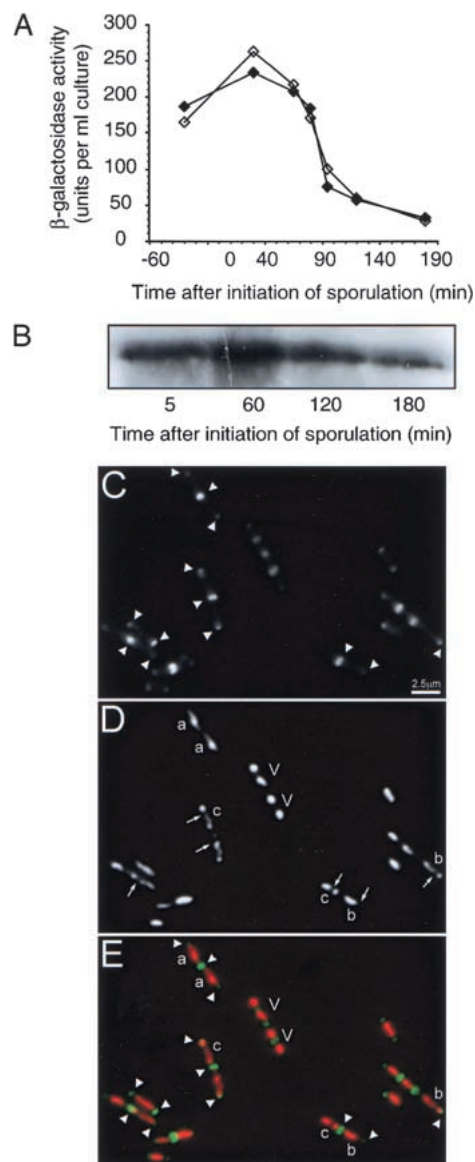 A
β-galactosidase activity
(units per ml culture)
300
250
200
150
100
50
0
-60 0 40 90 140 190
Time after initiation of sporulation (min)
B
5 60 120 180
Time after initiation of sporulation (min)
C
2.5μm
D
a
a
V
V
c
b
c
b
E
a
a
V
V
c
b
c
b